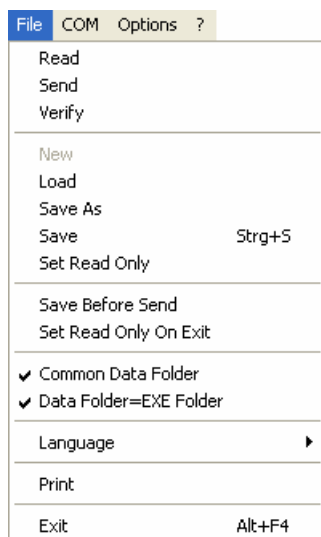 File COM Options ?
Read
Send
Verify
New
Load
Save As
Save Strg+S
Set Read Only
Save Before Send
Set Read Only On Exit
Common Data Folder
Data Folder=EXE Folder
Language
Print
Exit Alt+F4